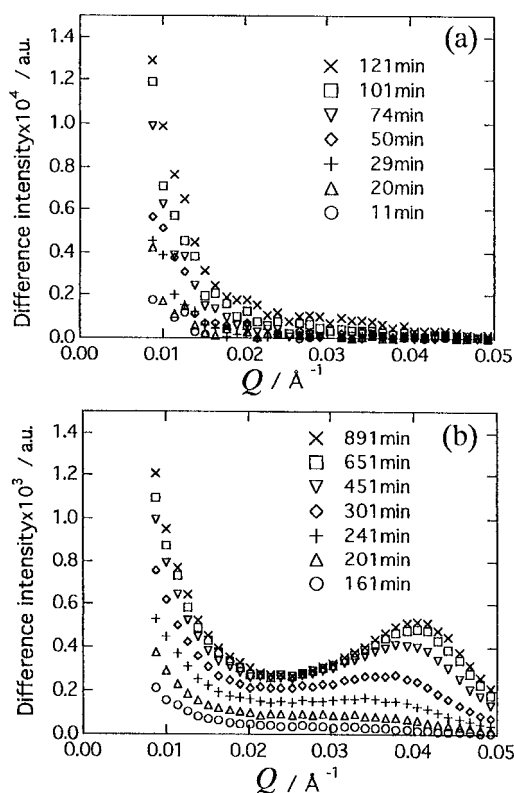 (a)
Difference intensity×10⁴ / a.u.
1.4
1.2
1.0
0.8
0.6
0.4
0.2
0.0
× 121min
□ 101min
▽ 74min
◇ 50min
+ 29min
△ 20min
○ 11min
0.00 0.01 0.02 0.03 0.04 0.05
Q / Å⁻¹
(b)
Difference intensity×10³ / a.u.
1.4
1.2
1.0
0.8
0.6
0.4
0.2
0.0
× 891min
□ 651min
▽ 451min
◇ 301min
+ 241min
△ 201min
○ 161min
0.00 0.01 0.02 0.03 0.04 0.05
Q / Å⁻¹